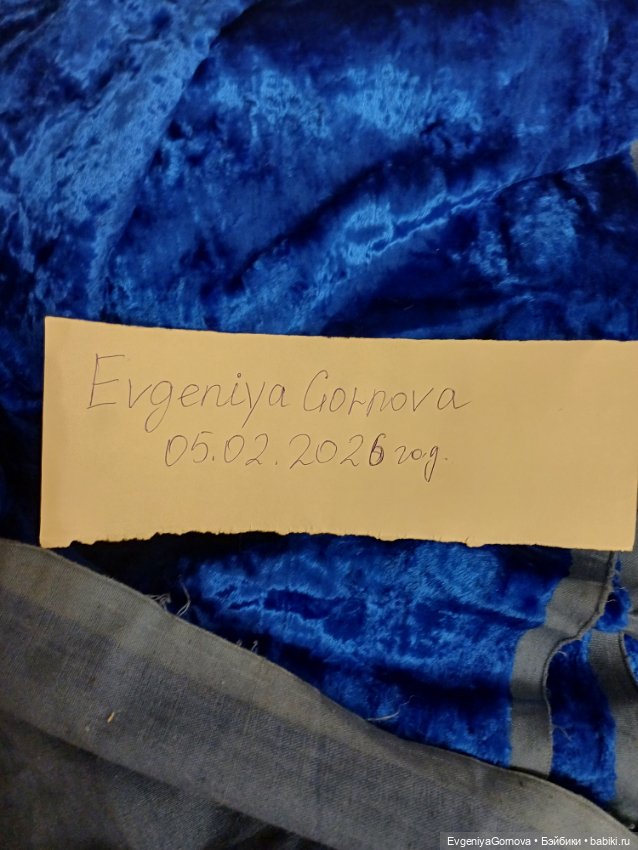 Evgeniya Gornova
05.02.2026 год.
EvgeniyaGornova • Бэйбики • babiki.ru